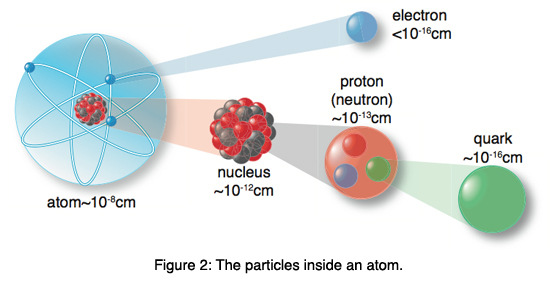 electron
<10-16cm
proton
(neutron)
~10-13cm
quark
~10-16cm
nucleus
~10-12cm
atom~10-8cm
Figure 2: The particles inside an atom.